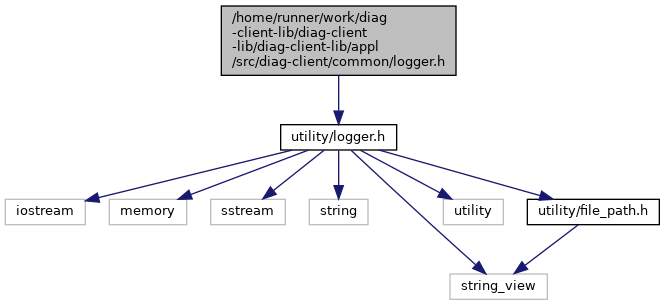 /home/runner/work/diag
-client-lib/diag-client
-lib/diag-client-lib/appl
/src/diag-client/common/logger.h
utility/logger.h
iostream
memory
sstream
string
utility
utility/file_path.h
string_view